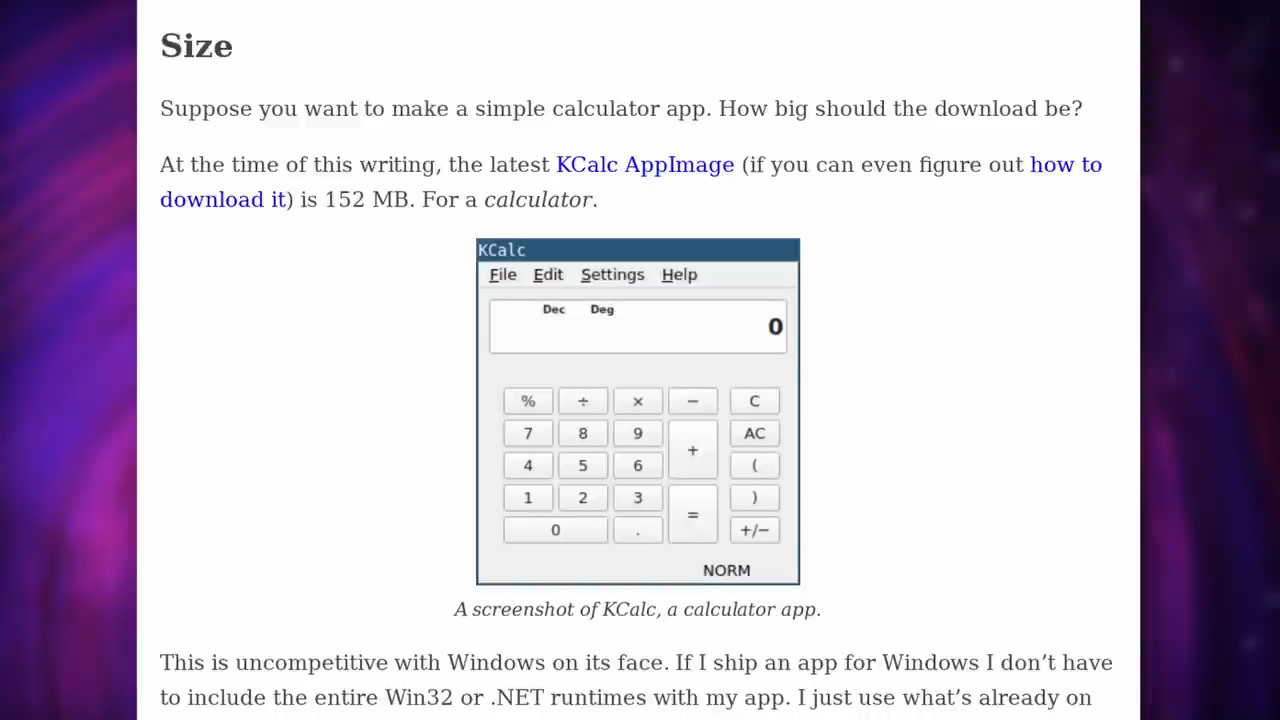 Size
Suppose you want to make a simple calculator app. How big should the download be?
At the time of this writing, the latest KCalc AppImage (if you can even figure out how to
download it) is 152 MB. For a calculator.
KCalc
File Edit Settings Help
Dec Deg
0
% ÷ × − C
7 8 9 AC
+
4 5 6 (
1 2 3 )
=
0 . +/−
NORM
A screenshot of KCalc, a calculator app.
This is uncompetitive with Windows on its face. If I ship an app for Windows I don’t have
to include the entire Win32 or .NET runtimes with my app. I just use what’s already on